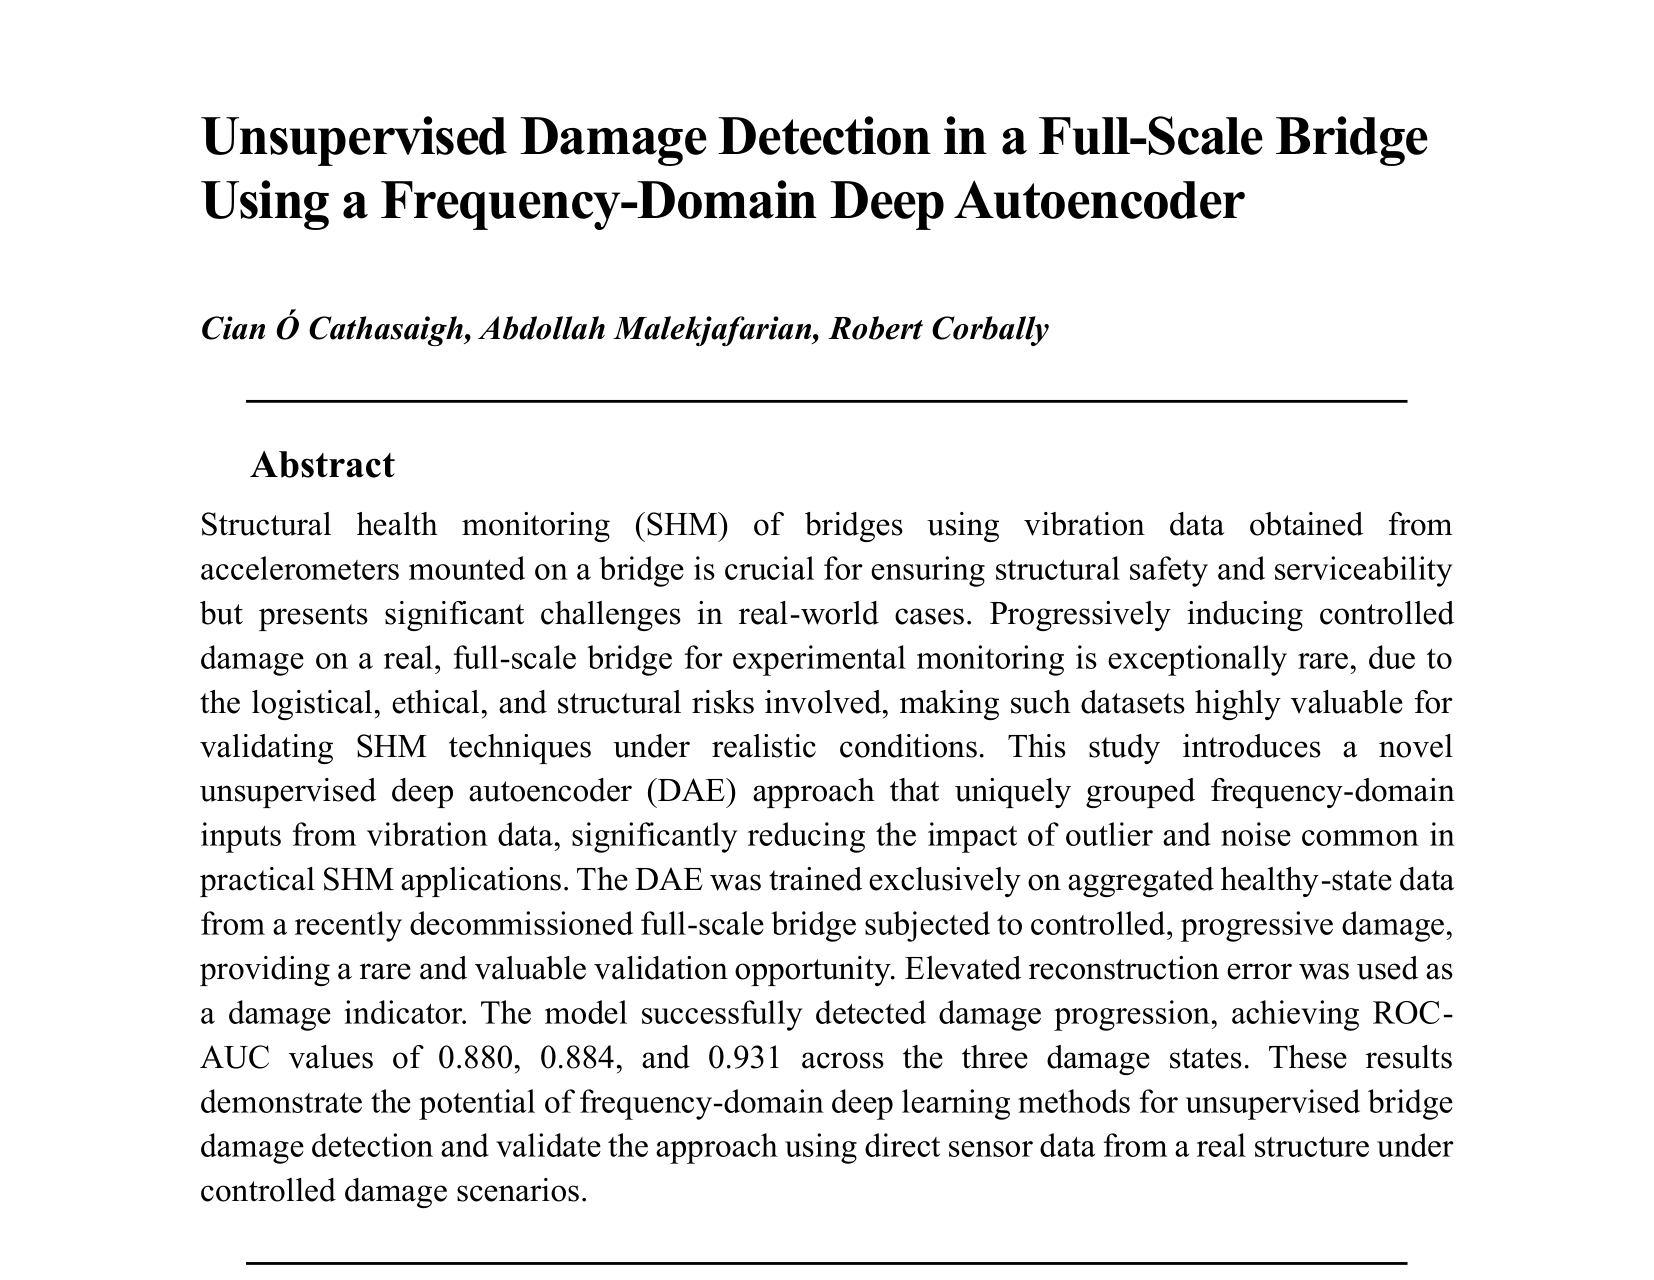 Unsupervised Damage Detection in a Full-Scale Bridge
Using a Frequency-Domain Deep Autoencoder
Cian Ó Cathasaigh, Abdollah Malekjafarian, Robert Corbally
Abstract
Structural health monitoring (SHM) of bridges using vibration data obtained from
accelerometers mounted on a bridge is crucial for ensuring structural safety and serviceability
but presents significant challenges in real-world cases. Progressively inducing controlled
damage on a real, full-scale bridge for experimental monitoring is exceptionally rare, due to
the logistical, ethical, and structural risks involved, making such datasets highly valuable for
validating SHM techniques under realistic conditions. This study introduces a novel
unsupervised deep autoencoder (DAE) approach that uniquely grouped frequency-domain
inputs from vibration data, significantly reducing the impact of outlier and noise common in
practical SHM applications. The DAE was trained exclusively on aggregated healthy-state data
from a recently decommissioned full-scale bridge subjected to controlled, progressive damage,
providing a rare and valuable validation opportunity. Elevated reconstruction error was used as
a damage indicator. The model successfully detected damage progression, achieving ROC-
AUC values of 0.880, 0.884, and 0.931 across the three damage states. These results
demonstrate the potential of frequency-domain deep learning methods for unsupervised bridge
damage detection and validate the approach using direct sensor data from a real structure under
controlled damage scenarios.